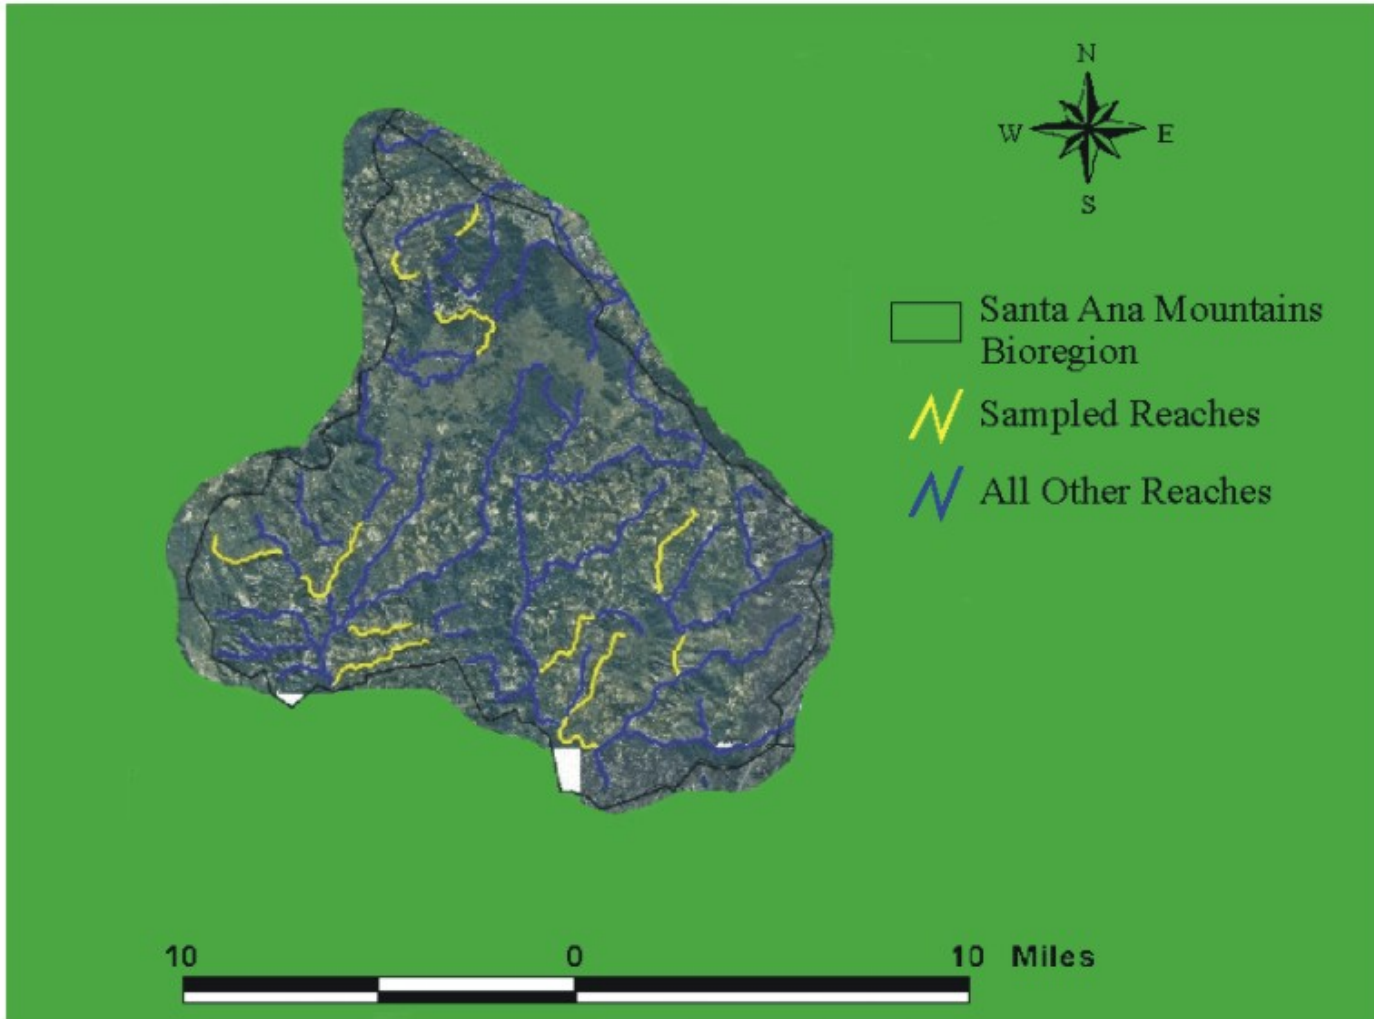 N
W E
S
Santa Ana Mountains
Bioregion
Sampled Reaches
All Other Reaches
10 0 10 Miles